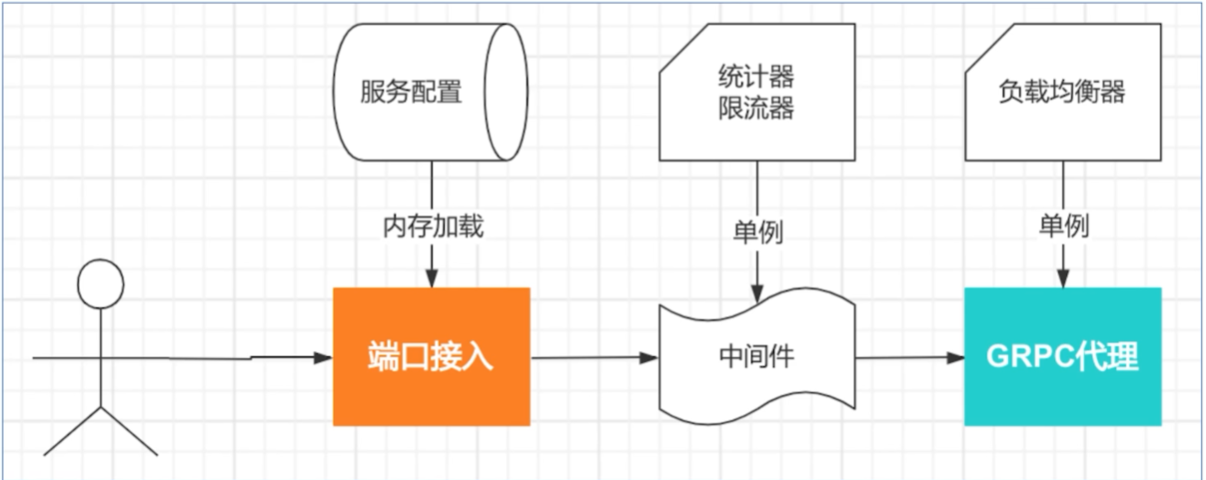 服务配置
统计器
限流器
负载均衡器
内存加载
单例
单例
端口接入
中间件
GRPC代理